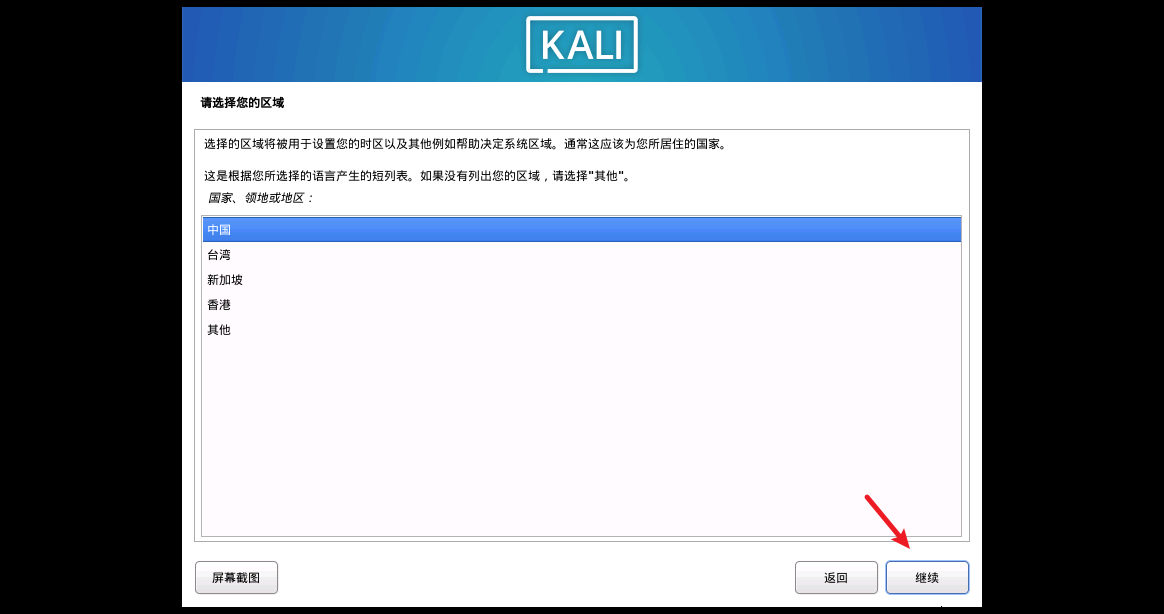 KALI
请选择您的区域
选择的区域将被用于设置您的时区以及其他例如帮助决定系统区域。通常这应该为您所居住的国家。
这是根据您所选择的语言产生的短列表。如果没有列出您的区域，请选择"其他"。
国家、领地或地区：
中国
台湾
新加坡
香港
其他
屏幕截图
返回
继续